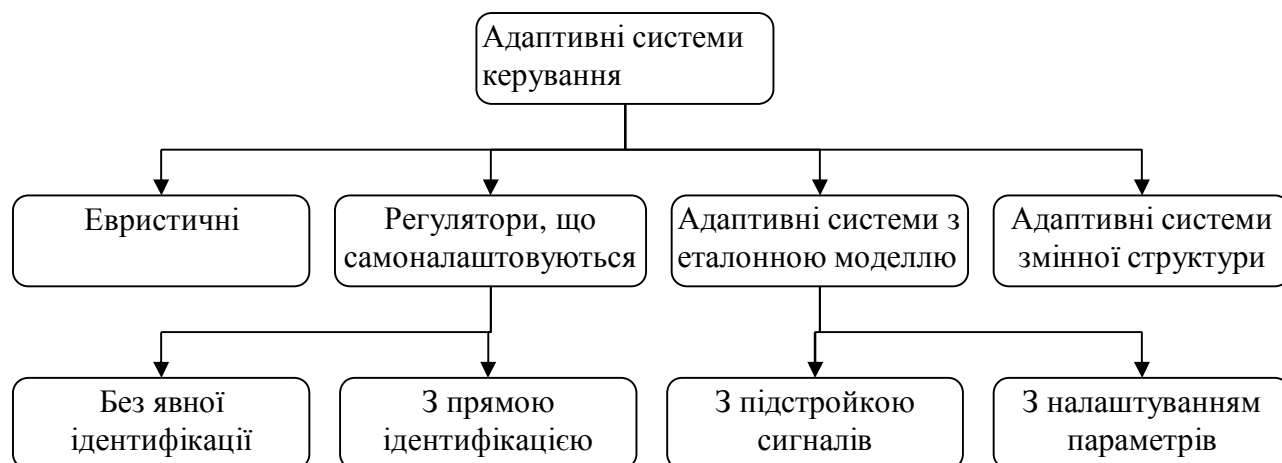 Адаптивні системи
керування
Евристичні
Регулятори, що
самоналаштовуються
Адаптивні системи з
еталонною моделлю
Адаптивні системи
змінної структури
Без явної
ідентифікації
З прямою
ідентифікацією
З підстройкою
сигналів
З налаштуванням
параметрів